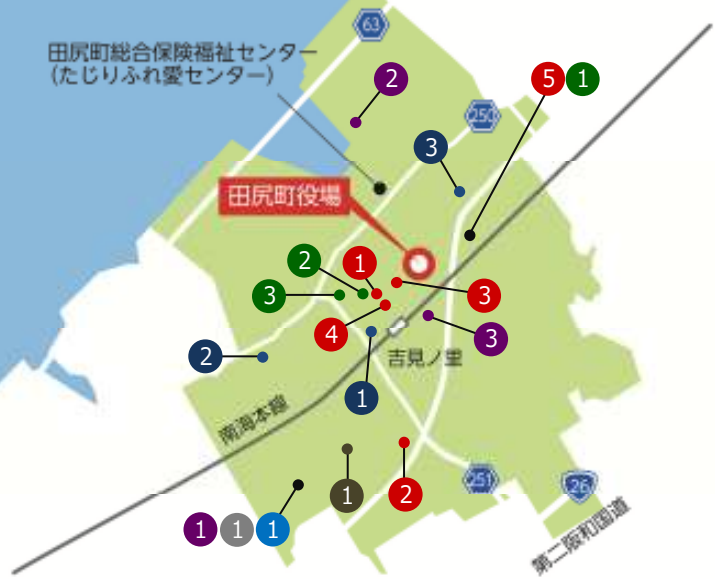 63
田尻町総合保険福祉センター
(たじりふれ愛センター)
2
5 1
250
3
田尻町役場
2
1
3
3
4
3
2
吉見ノ里
1
南海本線
1
2
251
26
1 1 1
第二阪和国道